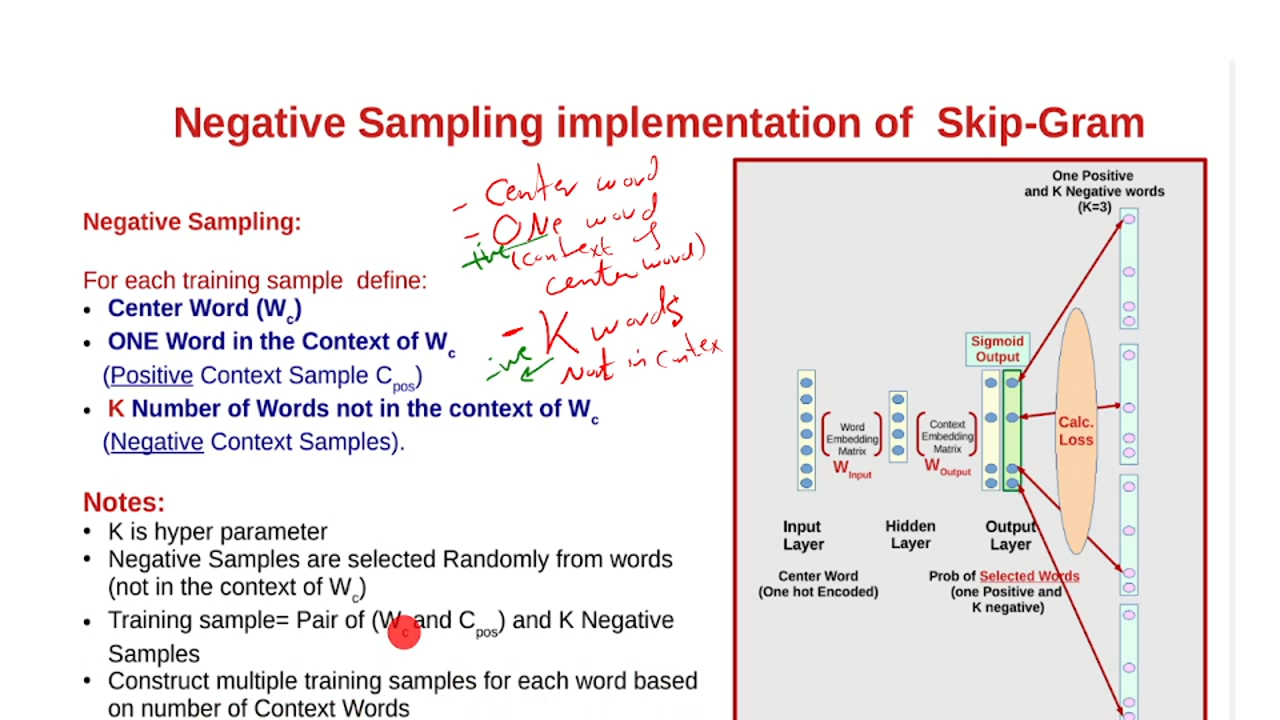 Negative Sampling implementation of Skip-Gram
Negative Sampling:
For each training sample define:
• Center Word (Wc)
• ONE Word in the Context of Wc
(Positive Context Sample Cpos)
• K Number of Words not in the context of Wc
(Negative Context Samples).
Notes:
• K is hyper parameter
• Negative Samples are selected Randomly from words
(not in the context of Wc)
• Training sample= Pair of (Wc and Cpos) and K Negative
Samples
• Construct multiple training samples for each word based
on number of Context Words
- Center word
- ONe word
+ive (context of
center word)
- K words
-ive Not in Contex
One Positive
and K Negative words
(K=3)
Sigmoid
Output
Word
Embedding
Matrix
WInput
Context
Embedding
Matrix
WOutput
Calc.
Loss
Input
Layer
Hidden
Layer
Output
Layer
Center Word
(One hot Encoded)
Prob of Selected Words
(one Positive and
K negative)